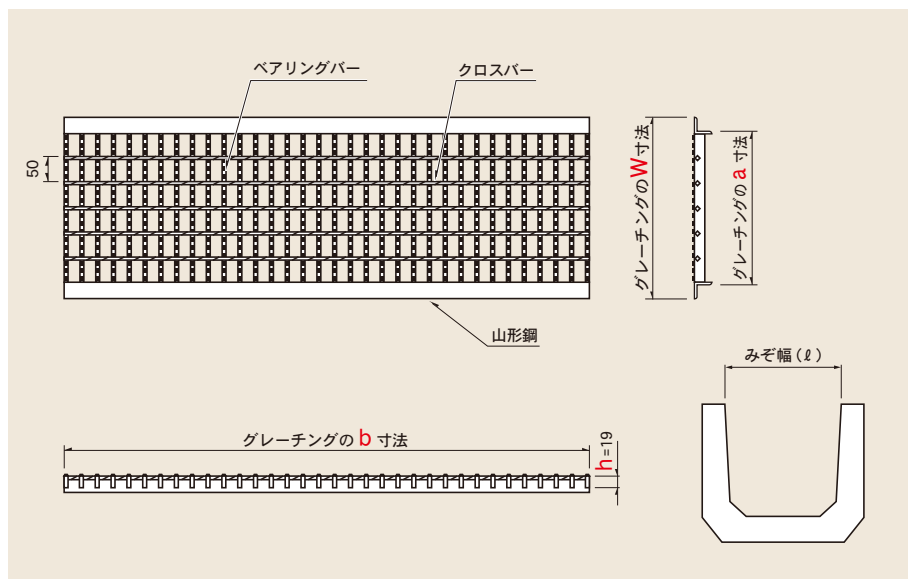 ベアリングバー
クロスバー
50
グレーチングのW寸法
グレーチングのa寸法
山形鋼
みぞ幅(ℓ)
グレーチングのb寸法
h=19